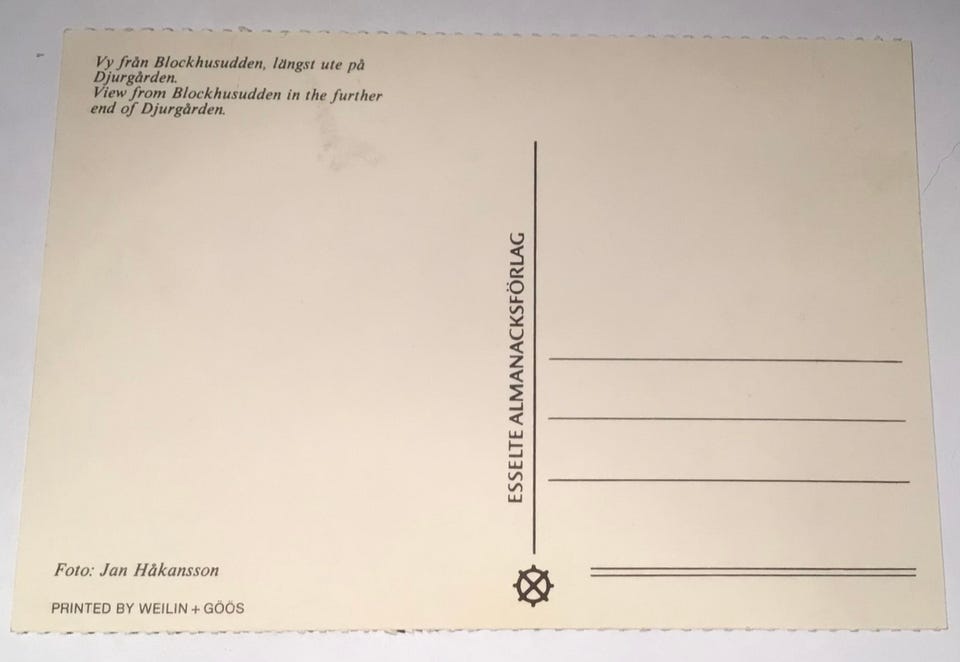 Vy från Blockhusudden, längst ute på
Djurgården.
View from Blockhusudden in the further
end of Djurgården.
ESSELTE ALMANACKSFÖRLAG
Foto: Jan Håkansson
PRINTED BY WEILIN + GÖÖS